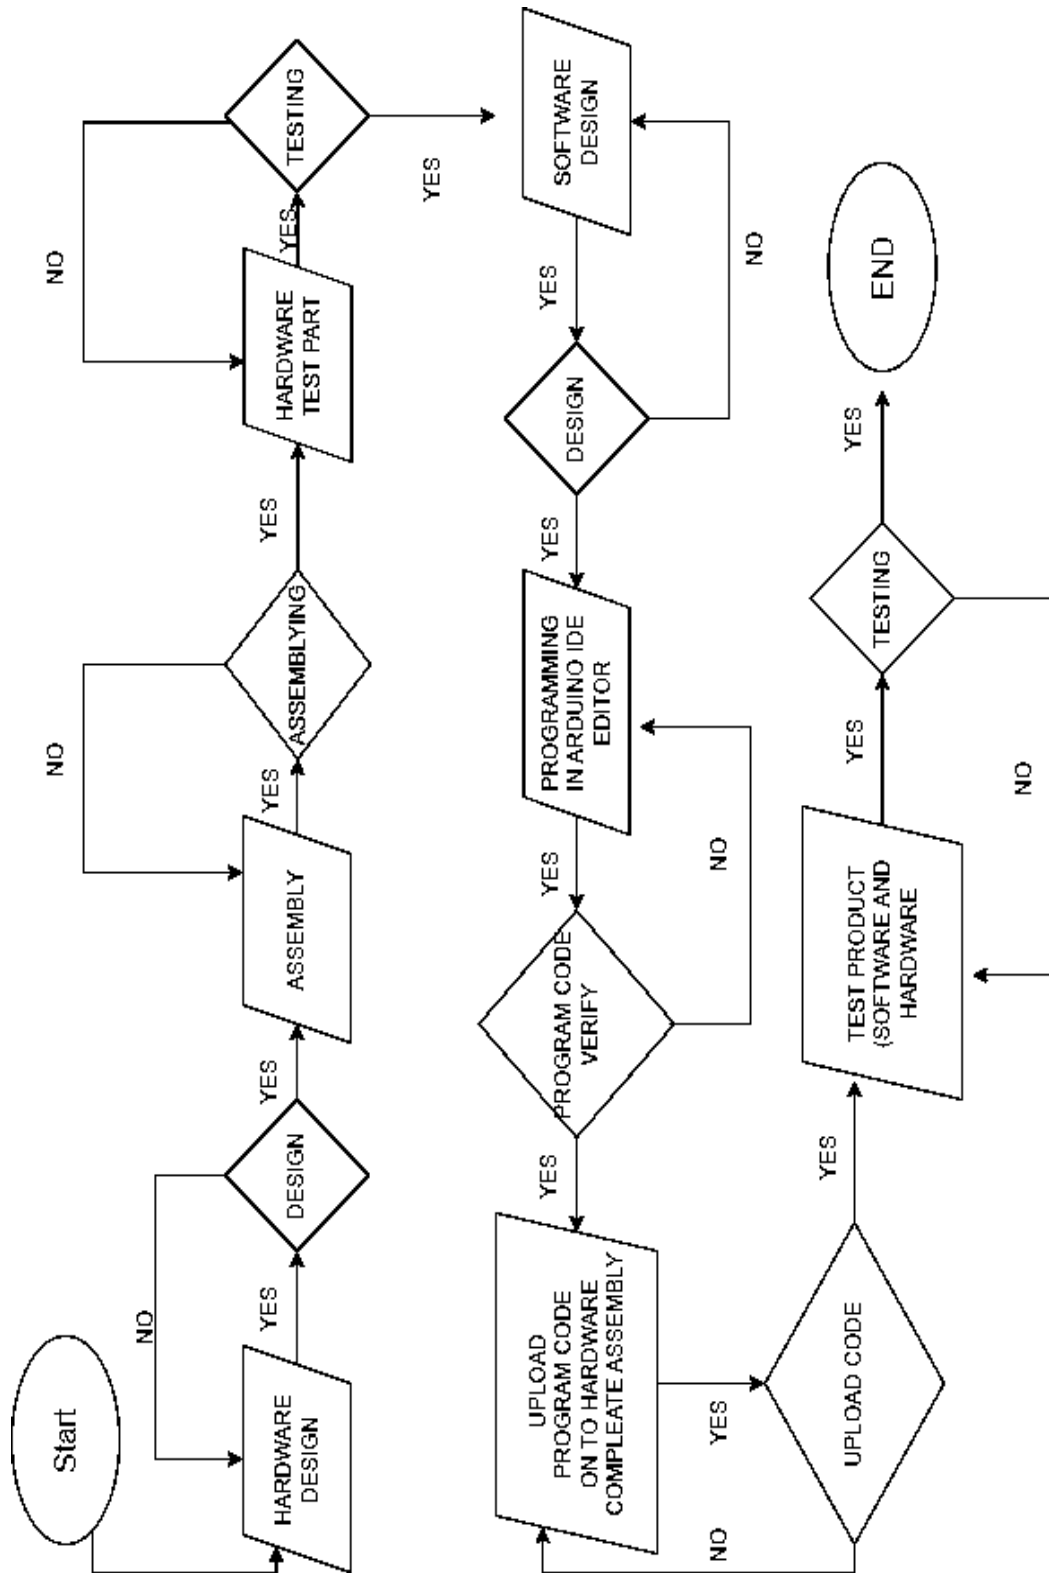 Start
HARDWARE
DESIGN
YES
NO
DESIGN
YES
ASSEMBLY
YES
NO
ASSEMBLYING
YES
HARDWARE
TEST PART
YES
NO
TESTING
YES
SOFTWARE
DESIGN
YES
NO
DESIGN
YES
PROGRAMMING
IN ARDUINO IDE
EDITOR
YES
NO
PROGRAM CODE
VERIFY
YES
UPLOAD
PROGRAM CODE
ON TO HARDWARE
COMPLEATE ASSEMBLY
YES
NO
UPLOAD CODE
YES
TEST PRODUCT
(SOFTWARE AND
HARDWARE
YES
NO
TESTING
YES
END